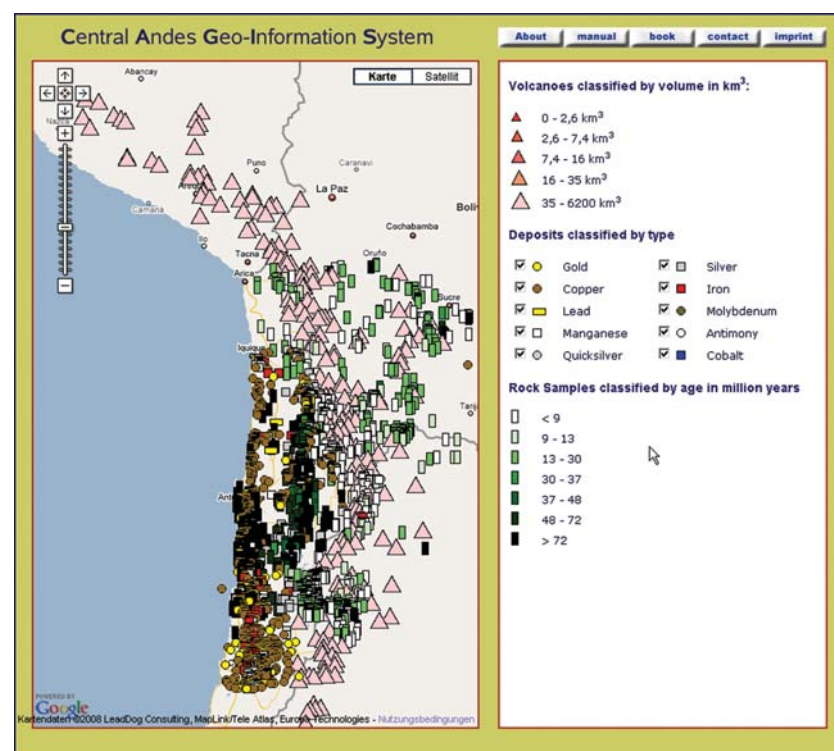 Central Andes Geo-Information System
About
manual
book
contact
imprint
Karte
Satellit
Abancay
Puno
Caranavi
La Paz
Camaná
Cochabamba
Ilo
Tacna
Oruño
Arica
Sucre
Iquique
POWERED BY
Google
Kartendaten ©2008 LeadDog Consulting, MapLink/Tele Atlas, Europa Technologies - Nutzungsbedingungen
Volcanoes classified by volume in km³:
0 - 2,6 km³
2,6 - 7,4 km³
7,4 - 16 km³
16 - 35 km³
35 - 6200 km³
Deposits classified by type
Gold
Silver
Copper
Iron
Lead
Molybdenum
Manganese
Antimony
Quicksilver
Cobalt
Rock Samples classified by age in million years
< 9
9 - 13
13 - 30
30 - 37
37 - 48
48 - 72
> 72